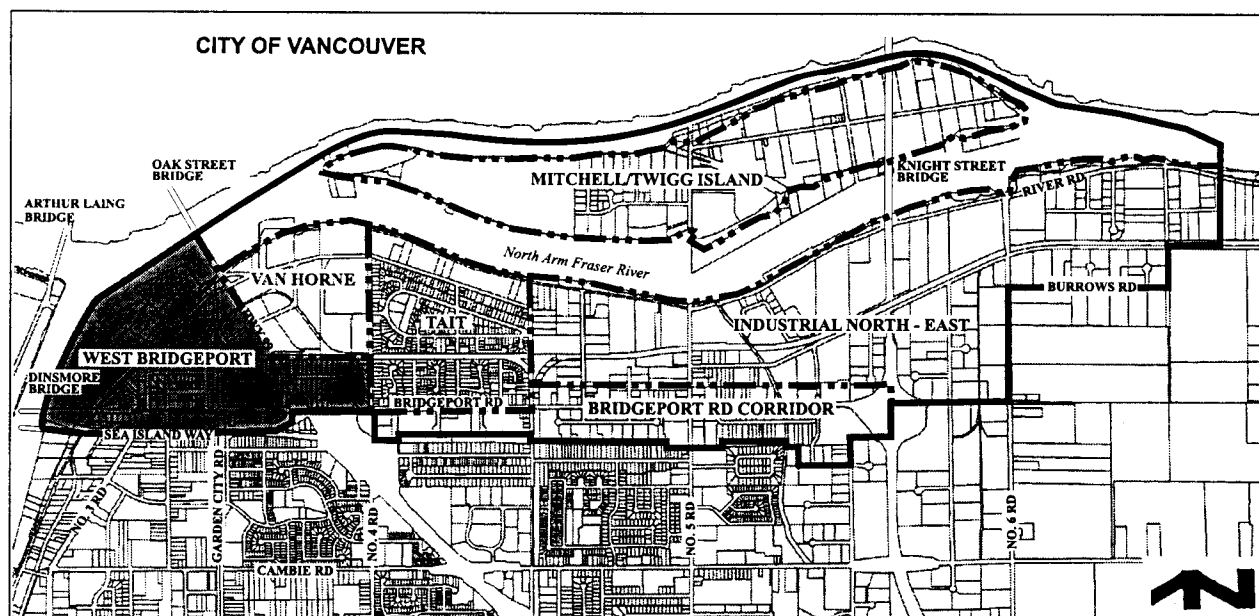 CITY OF VANCOUVER
OAK STREET
BRIDGE
ARTHUR LAING
BRIDGE
MITCHELL/TWIGG ISLAND
KNIGHT STREET
BRIDGE
RIVER RD
North Arm Fraser River
VAN HORNE
BURROWS RD
TAIT
INDUSTRIAL NORTH - EAST
WEST BRIDGEPORT
DINSMORE
BRIDGE
BRIDGEPORT RD
BRIDGEPORT RD CORRIDOR
SEA ISLAND WAY
NO. 3 RD
GARDEN CITY RD
NO. 4 RD
NO. 5 RD
NO. 6 RD
CAMBIE RD
N